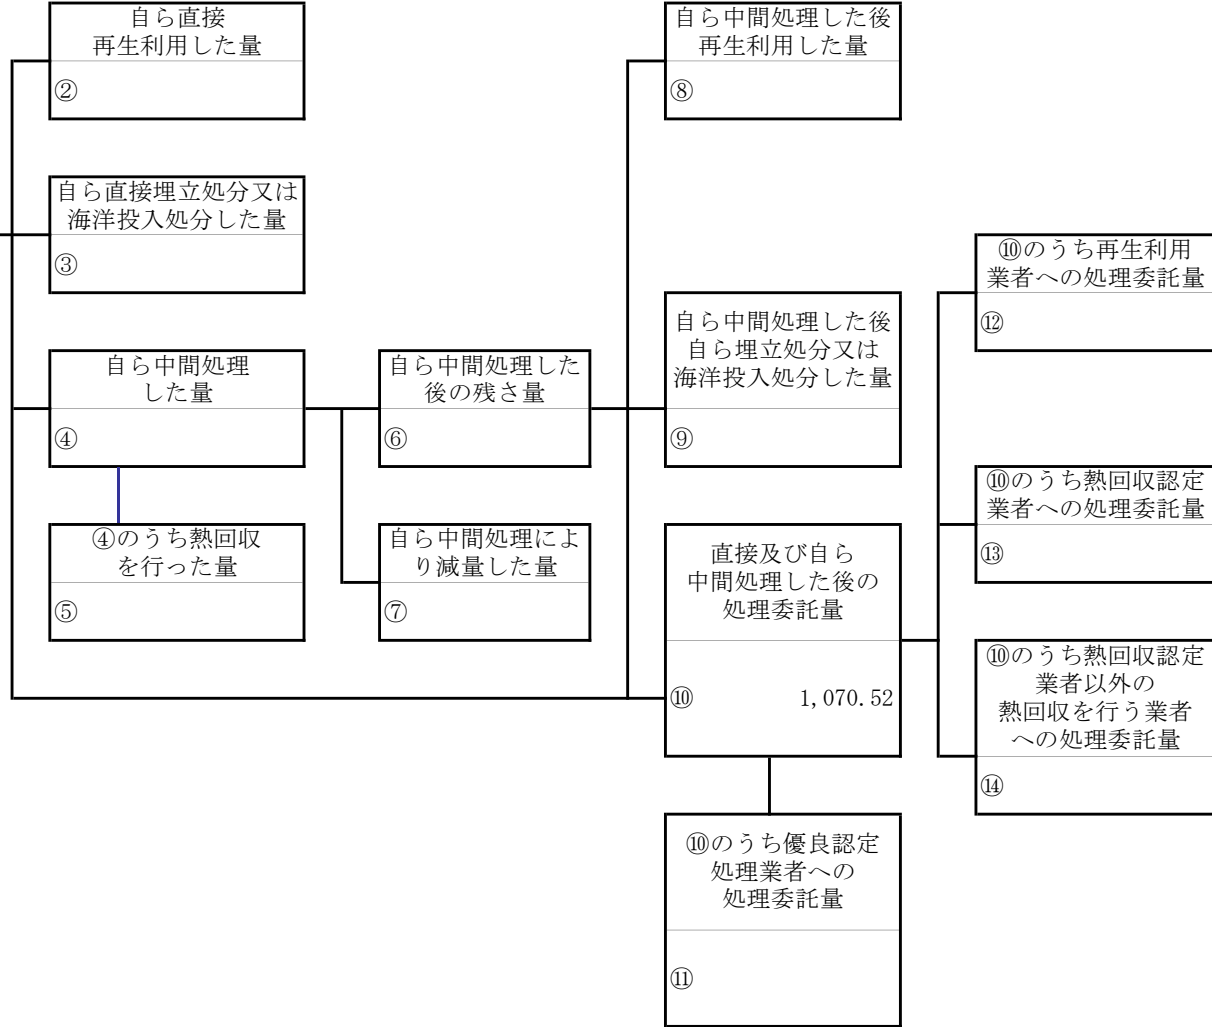 自ら直接
再生利用した量
②
自ら中間処理した後
再生利用した量
⑧
自ら直接埋立処分又は
海洋投入処分した量
③
⑩のうち再生利用
業者への処理委託量
⑫
自ら中間処理した後
自ら埋立処分又は
海洋投入処分した量
⑨
自ら中間処理
した量
④
自ら中間処理した
後の残さ量
⑥
⑩のうち熱回収認定
業者への処理委託量
⑬
④のうち熱回収
を行った量
⑤
自ら中間処理によ
り減量した量
⑦
直接及び自ら
中間処理した後の
処理委託量
⑩ 1,070.52
⑩のうち熱回収認定
業者以外の
熱回収を行う業者
への処理委託量
⑭
⑩のうち優良認定
処理業者への
処理委託量
⑪